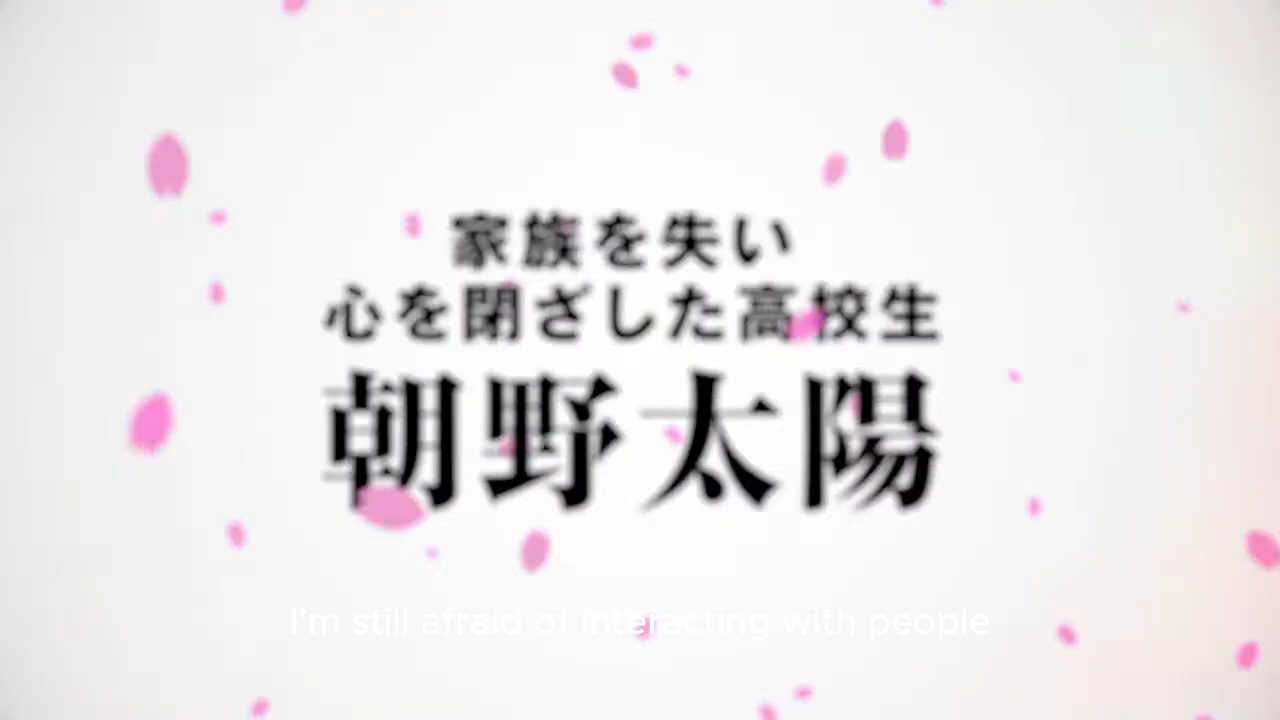 家族を失い
心を閉ざした高校生
朝野太陽
I'm still afraid of interacting with people